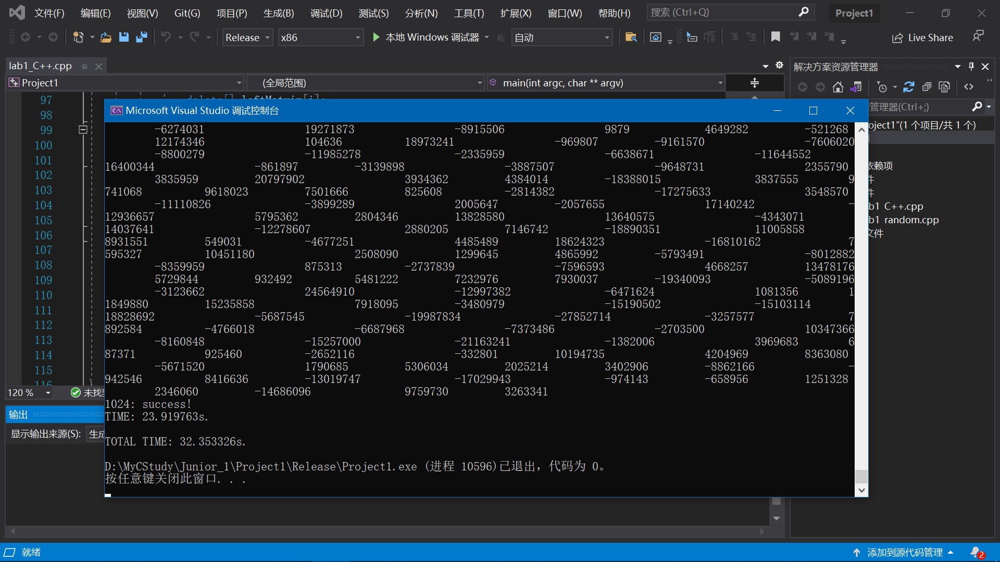 文件(F) 编辑(E) 视图(V) Git(G) 项目(P) 生成(B) 调试(D) 测试(S) 分析(N) 工具(T) 扩展(X) 窗口(W) 帮助(H) 搜索 (Ctrl+Q) Project1
Release x86 本地 Windows 调试器 自动 Live Share
lab1_C++.cpp 解决方案资源管理器
Project1 (全局范围) main(int argc, char ** argv)
97 delete[] leftMatrix[i];
98
99
100
101
102
103
104
105
106
107
108
109
110
111
112
113
114
115
116 }
120 % 未找
输出
显示输出来源(S): 生成
Microsoft Visual Studio 调试控制台
-6274031 19271873 -8915506 9879 4649282 -521268
12174346 104636 18973241 -969807 -9161570 -7606020
-8800279 -11985278 -2335959 -6638671 -11644552
16400344 -861897 -3139898 -3887507 -9648731 2355790
3835959 20797902 3934362 4384014 -18388015 3837555 9
741068 9618023 7501666 825608 -2814382 -17275633 3548570
-11110826 -3899289 2005647 -2057655 17140242 -
12936657 5795362 2804346 13828580 13640575 -4343071
14037641 -12278607 2880205 7146742 -18890351 11005858
8931551 549031 -4677251 4485489 18624323 -16810162 7
595327 10451180 2508090 1299645 4865992 -5793491 -8012882
-8359959 875313 -2737839 -7596593 4668257 13478176
5729844 932492 5481222 7232976 7930037 -19340093 -5089196
-3123662 24564910 -12997382 -6471624 1081356 1
1849880 15235858 7918095 -3480979 -15190502 -15103114
18828692 -5687545 -19987834 -27852714 -3257577 7
892584 -4766018 -6687968 -7373486 -2703500 10347366
-8160848 -15257000 -21163241 -1382006 3969683 6
87371 925460 -2652116 -332801 10194735 4204969 8363080
-5671520 1790685 5306034 2025214 3402906 -8862166 -
942546 8416636 -13019747 -17029943 -974143 -658956 1251328
2346060 -14686096 9759730 3263341
1024: success!
TIME: 23.919763s.
TOTAL TIME: 32.353326s.
D:\MyCStudy\Junior_1\Project1\Release\Project1.exe (进程 10596)已退出，代码为 0。
按任意键关闭此窗口. . .
管理器(Ctrl+;)
oject1"(1 个项目/共 1 个)
依赖项
件
件
b1_C++.cpp
b1_random.cpp
文件
就绪 添加到源代码管理 2